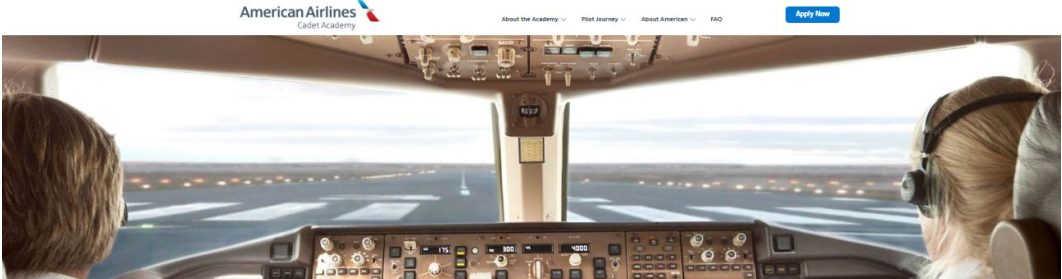 American Airlines
Cadet Academy
About the Academy
Pilot Journey
About American
FAQ
Apply Now
175
300
4000